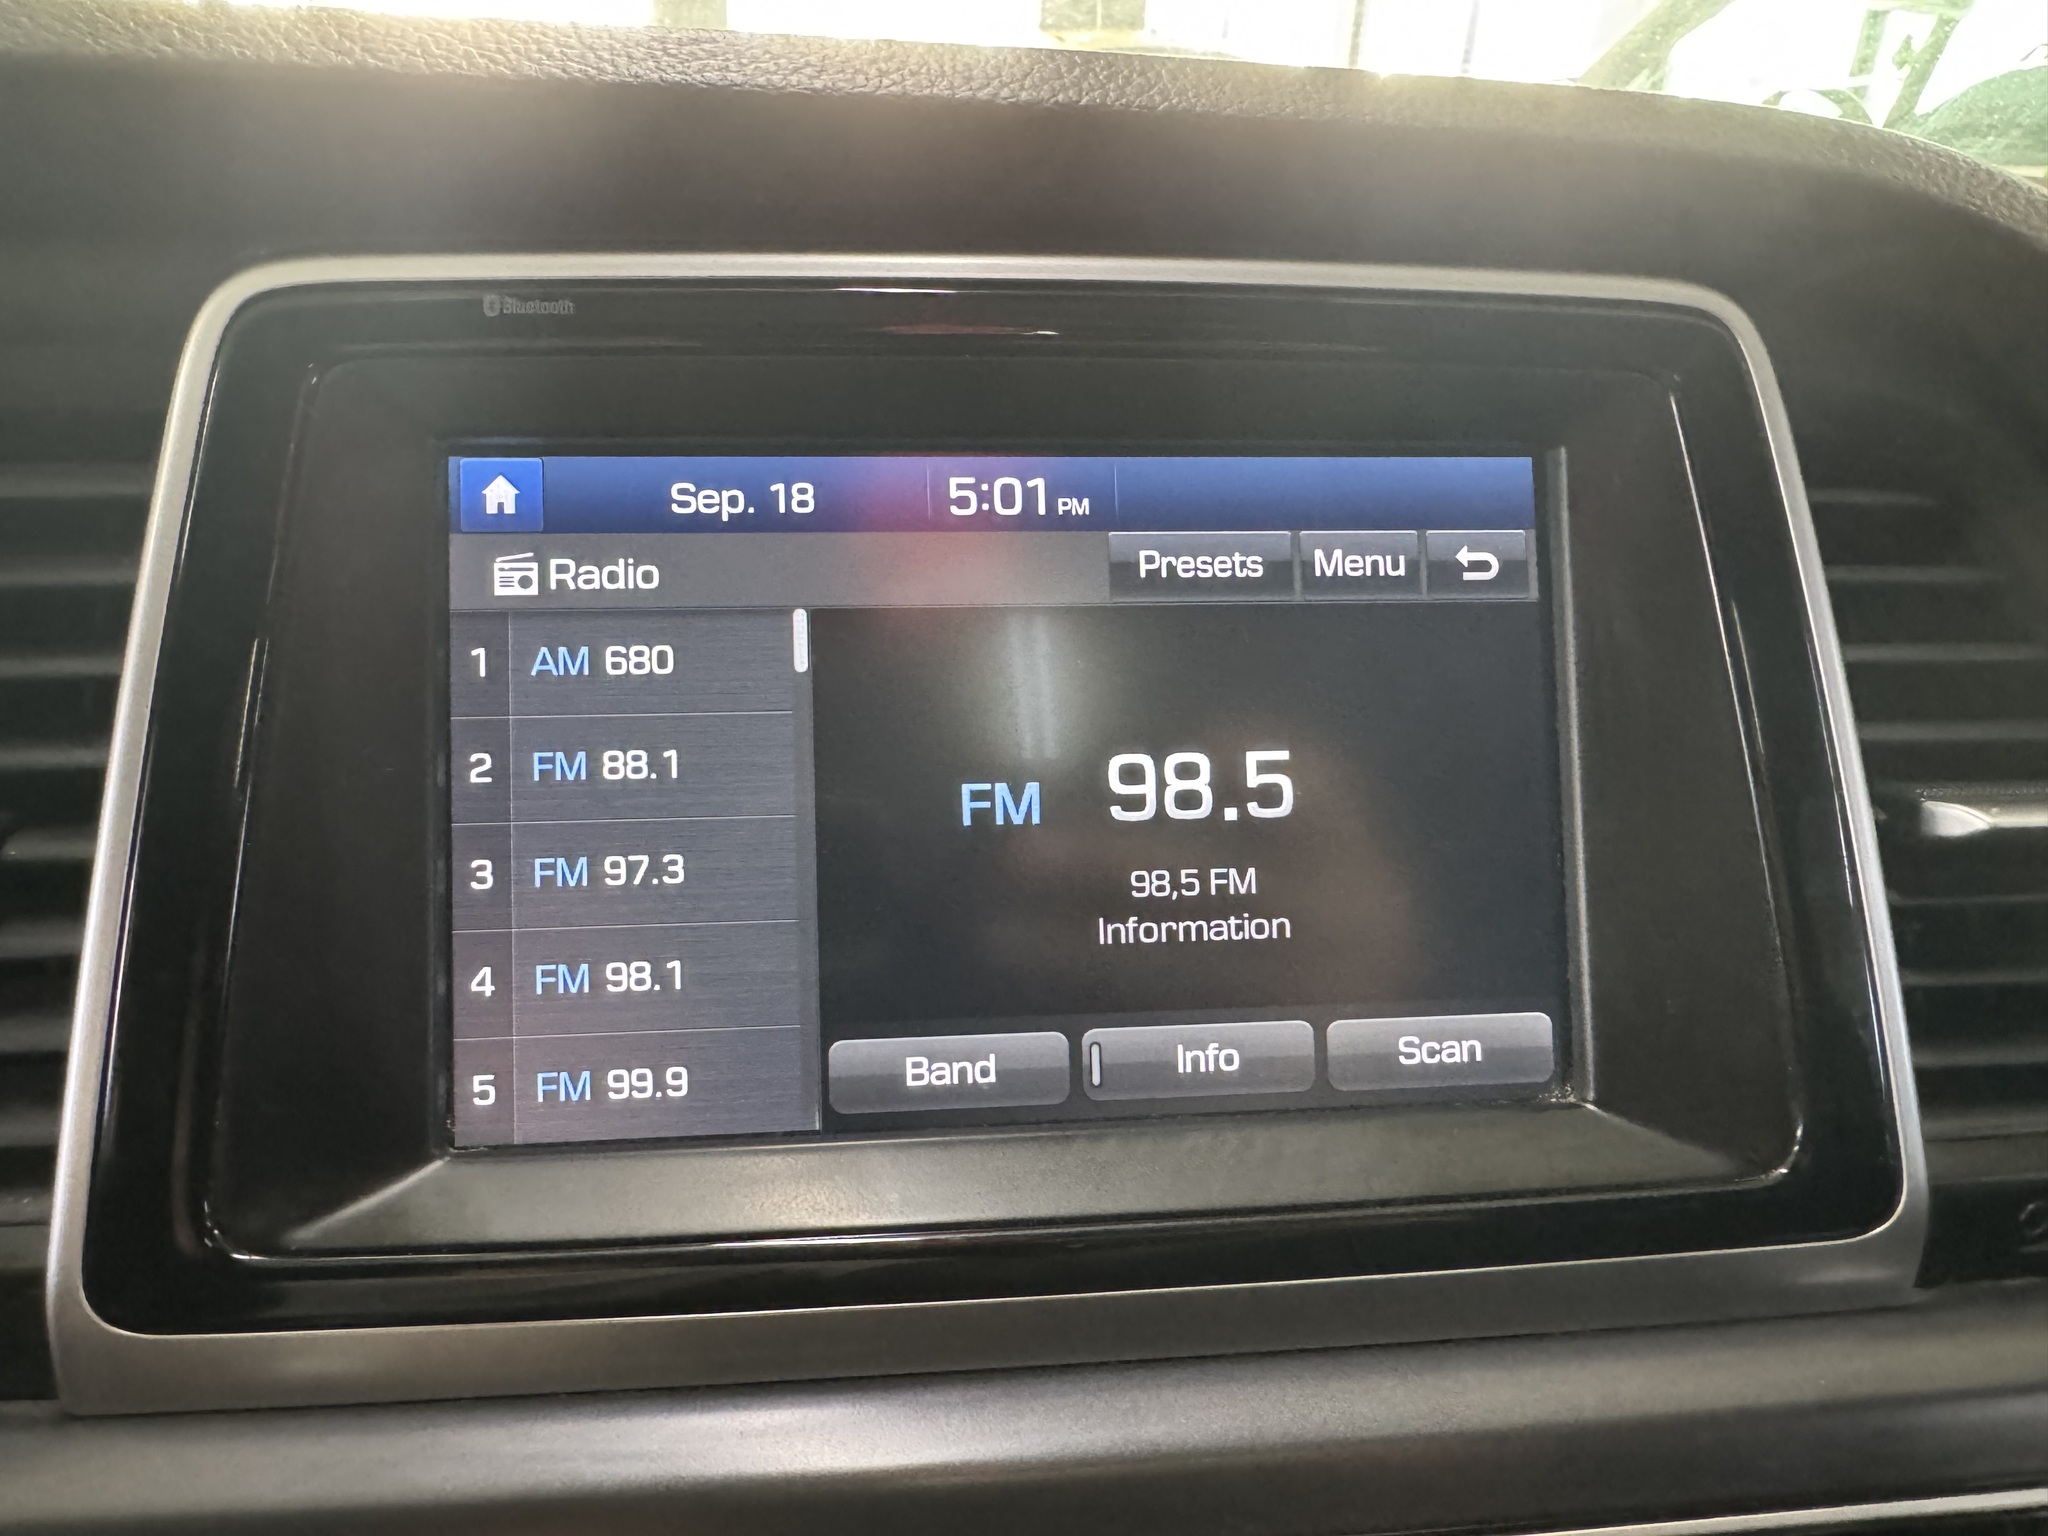 Bluetooth
Sep. 18 5:01 PM
Radio Presets Menu
1 AM 680
2 FM 88.1
3 FM 97.3
4 FM 98.1
5 FM 99.9
FM 98.5
98,5 FM
Information
Band Info Scan